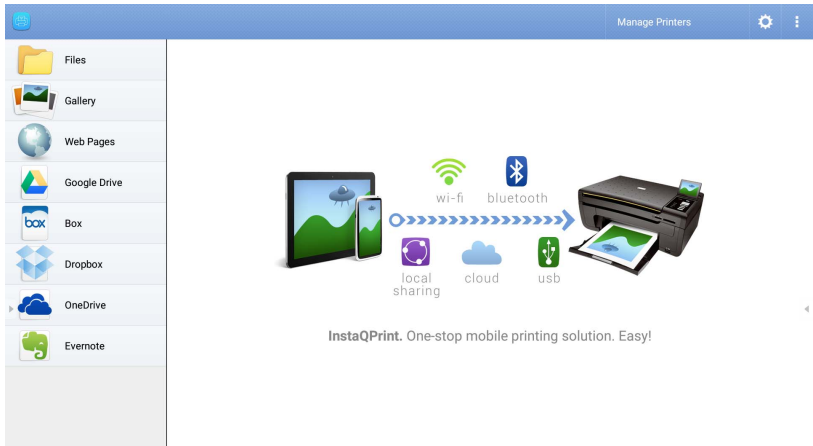 Manage Printers
Files
Gallery
Web Pages
Google Drive
box
Box
Dropbox
OneDrive
Evernote
wi-fi
bluetooth
local
sharing
cloud
usb
InstaQPrint. One-stop mobile printing solution. Easy!